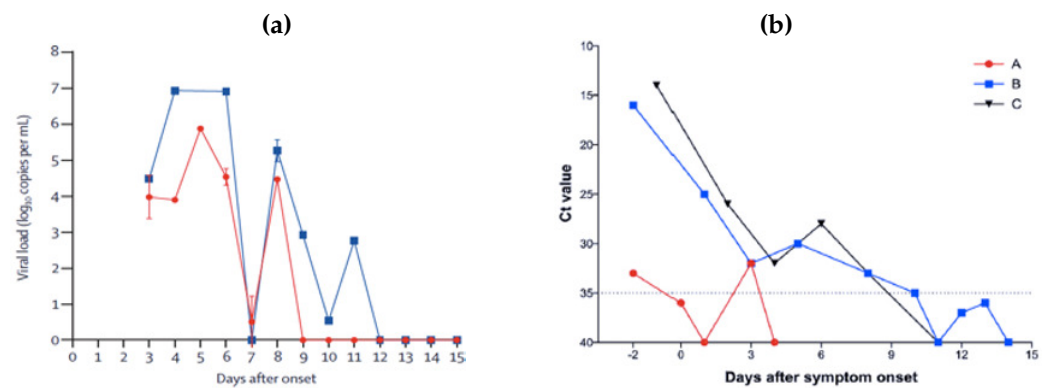 (a)
8
7
6
5
4
3
2
1
0
Viral load (log₁₀ copies per mL)
0 1 2 3 4 5 6 7 8 9 10 11 12 13 14 15
Days after onset
(b)
10
15
20
25
30
35
40
Ct value
A
B
C
-2 0 3 6 9 12 15
Days after symptom onset